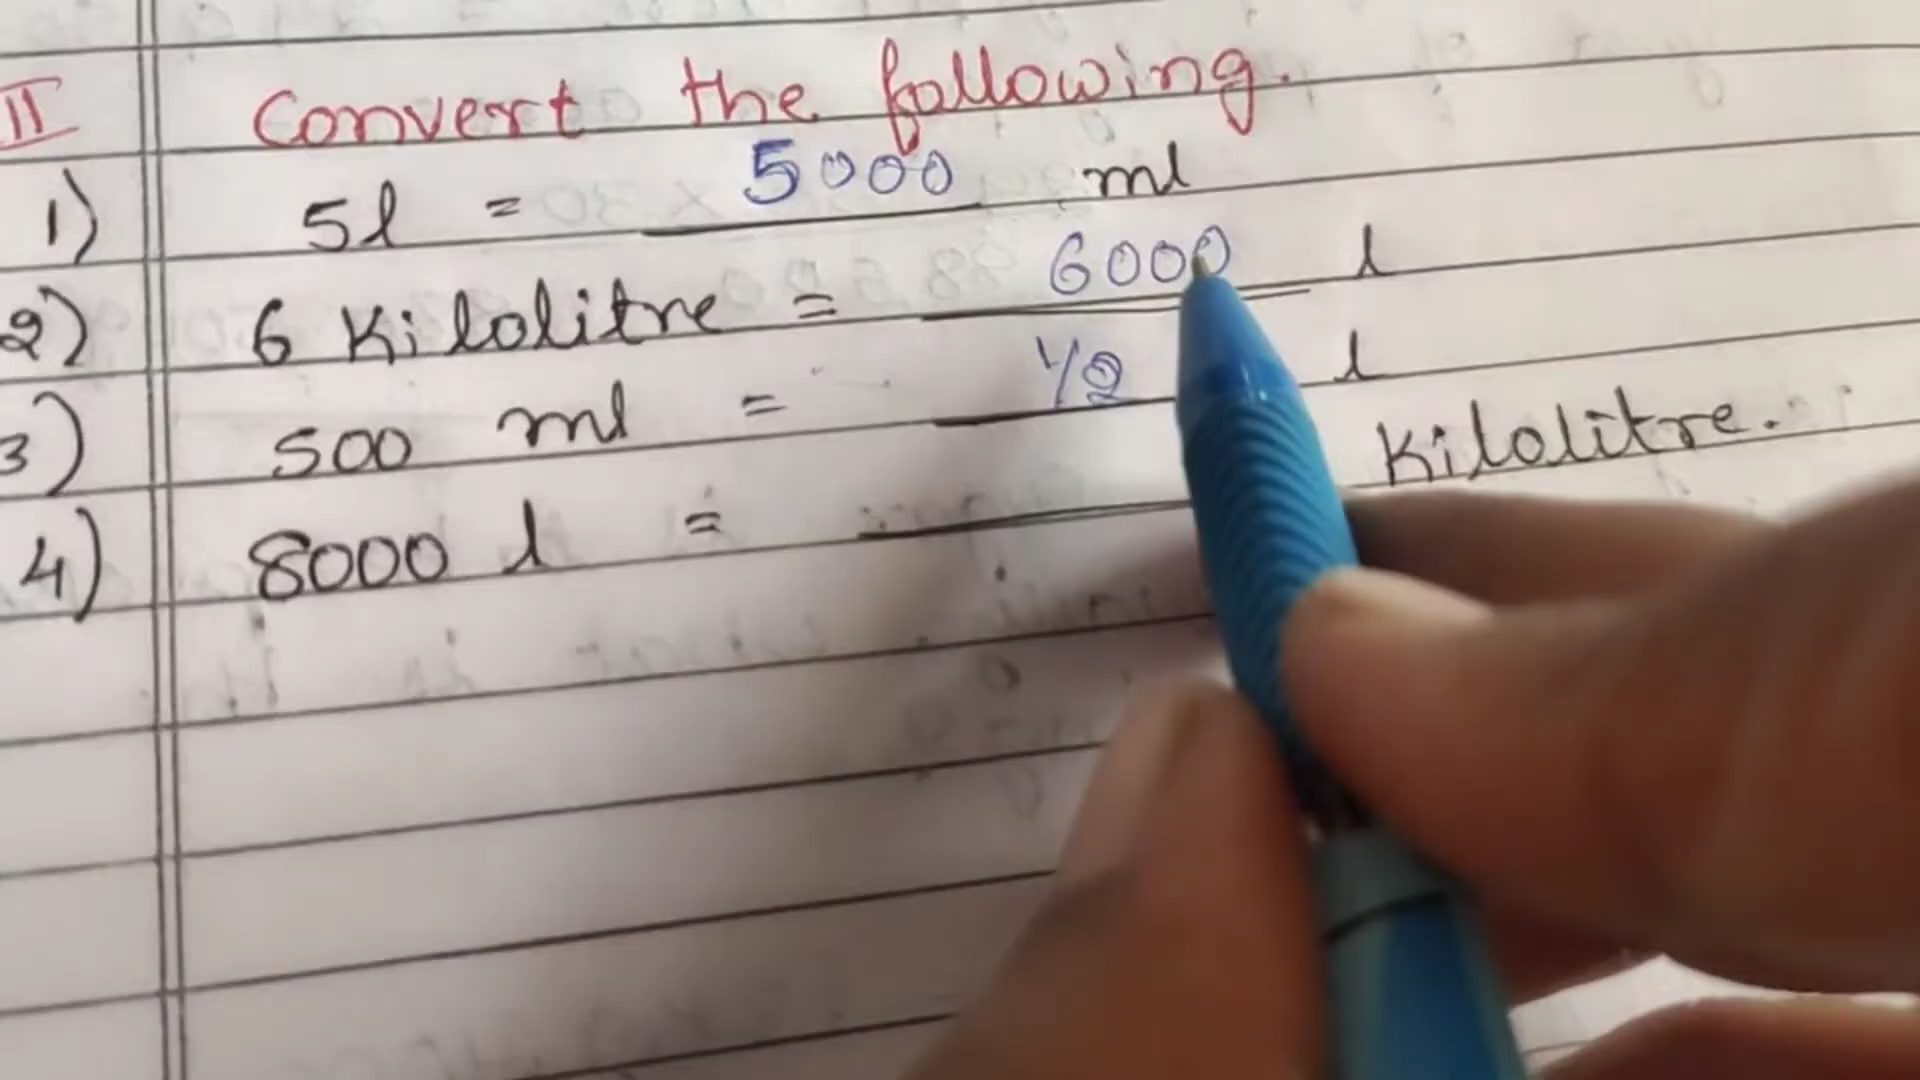 II Convert the following.
1) 5l = 5000 ml
2) 6 Kilolitre = 6000 l
3) 500 ml = 1/2 l
4) 8000 l = Kilolitre.